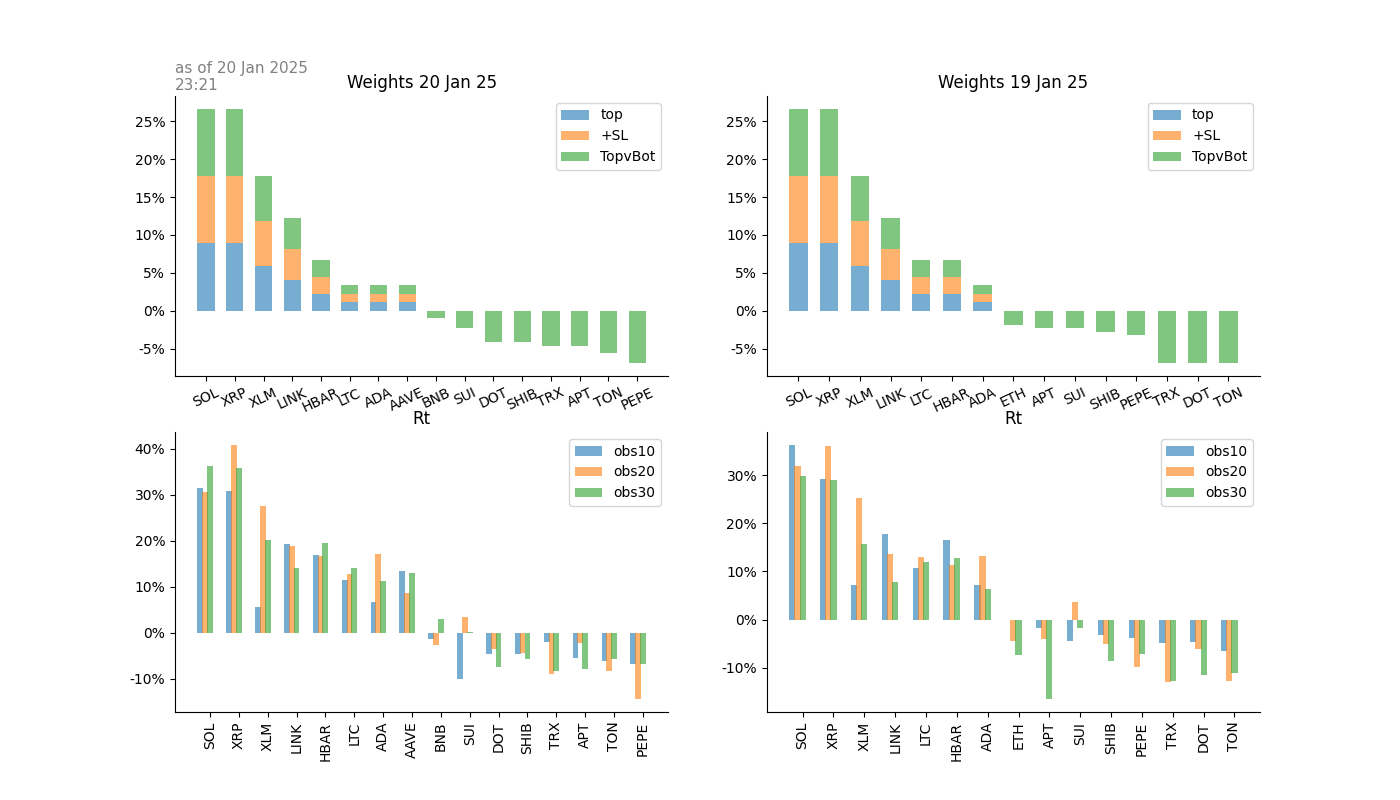 as of 20 Jan 2025
23:21
Weights 20 Jan 25
25%
20%
15%
10%
5%
0%
-5%
top
+SL
TopvBot
SOL XRP XLM LINK HBAR LTC ADA AAVE BNB SUI DOT SHIB TRX APT TON PEPE
Weights 19 Jan 25
25%
20%
15%
10%
5%
0%
-5%
top
+SL
TopvBot
SOL XRP XLM LINK LTC HBAR ADA ETH APT SUI SHIB PEPE TRX DOT TON
Rt
40%
30%
20%
10%
0%
-10%
obs10
obs20
obs30
SOL XRP XLM LINK HBAR LTC ADA AAVE BNB SUI DOT SHIB TRX APT TON PEPE
Rt
30%
20%
10%
0%
-10%
obs10
obs20
obs30
SOL XRP XLM LINK LTC HBAR ADA ETH APT SUI SHIB PEPE TRX DOT TON